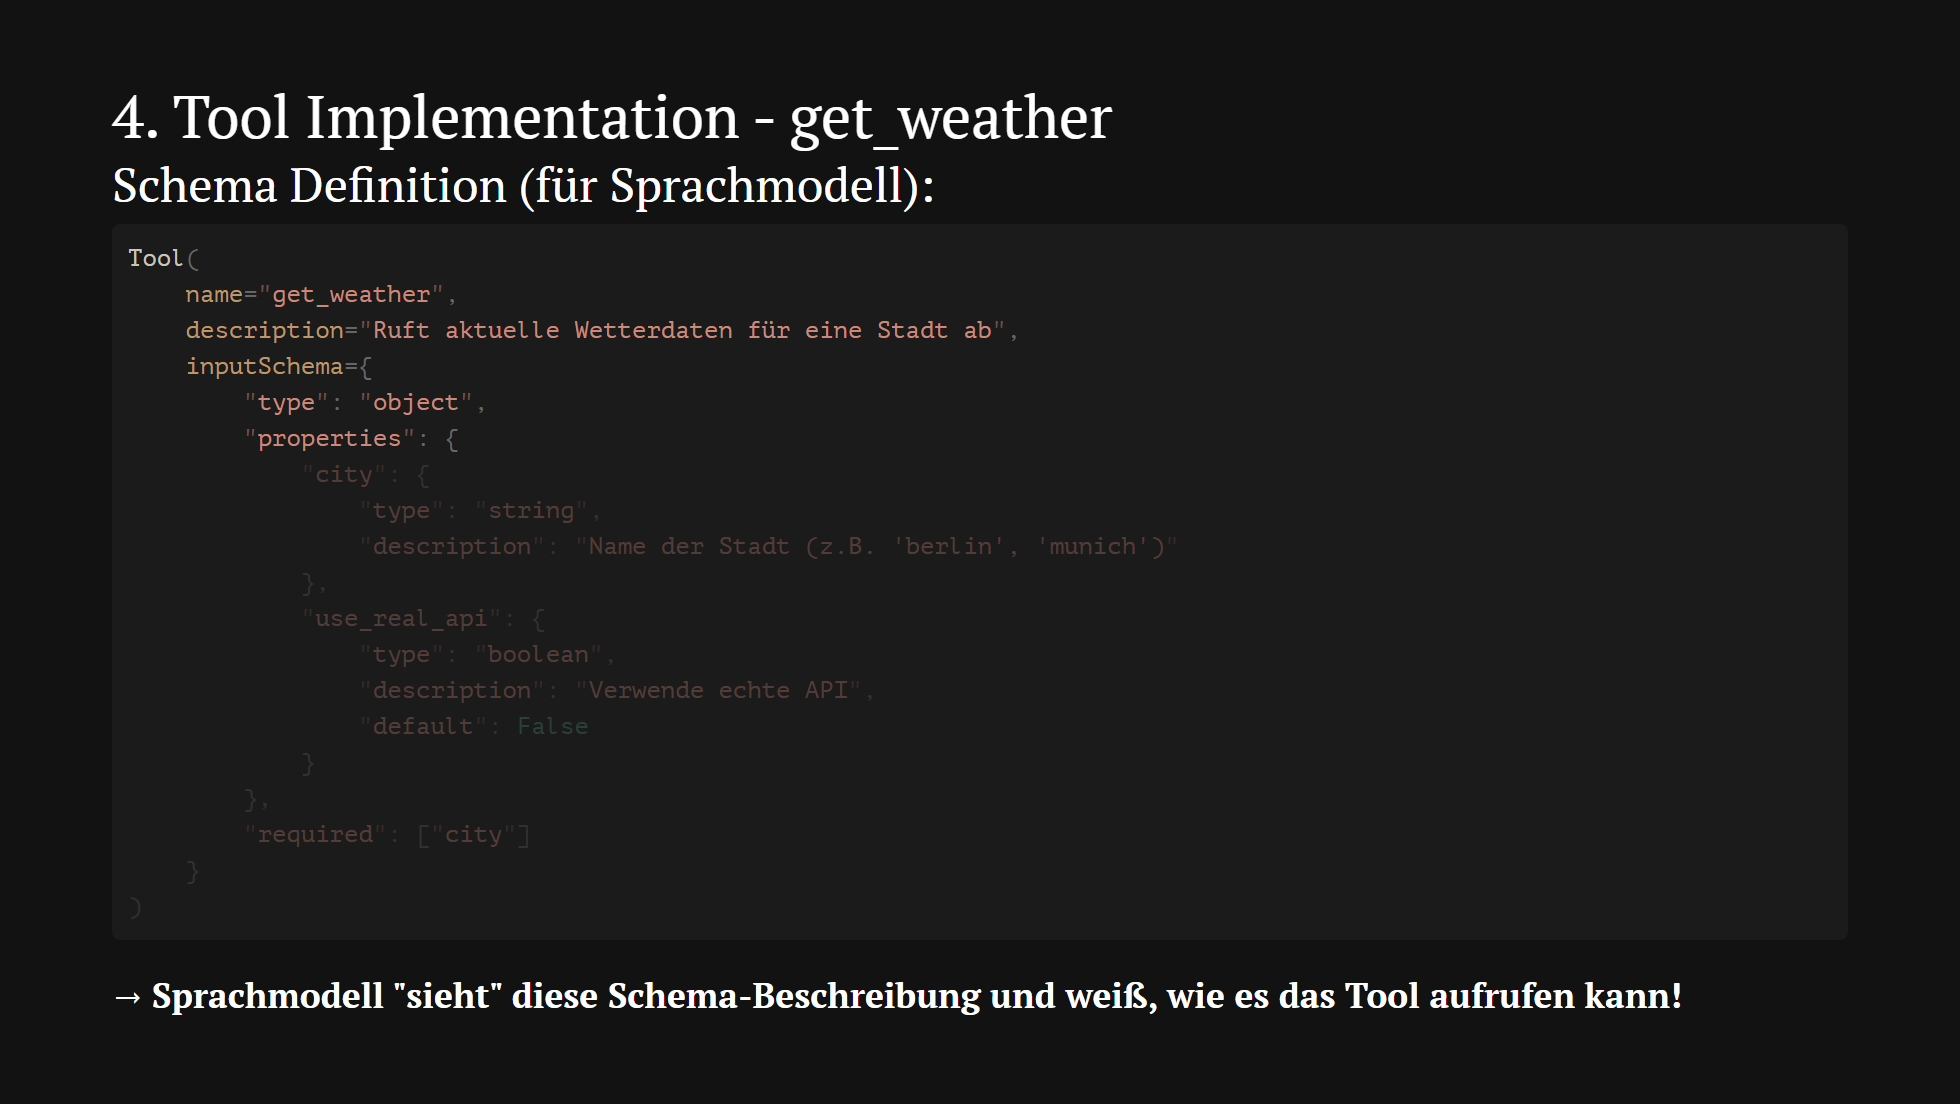 4. Tool Implementation - get_weather
Schema Definition (für Sprachmodell):
Tool(
    name="get_weather",
    description="Ruft aktuelle Wetterdaten für eine Stadt ab",
    inputSchema={
        "type": "object",
        "properties": {
            "city": {
                "type": "string",
                "description": "Name der Stadt (z.B. 'berlin', 'munich')"
            },
            "use_real_api": {
                "type": "boolean",
                "description": "Verwende echte API",
                "default": False
            }
        },
        "required": ["city"]
    }
)
→ Sprachmodell "sieht" diese Schema-Beschreibung und weiß, wie es das Tool aufrufen kann!